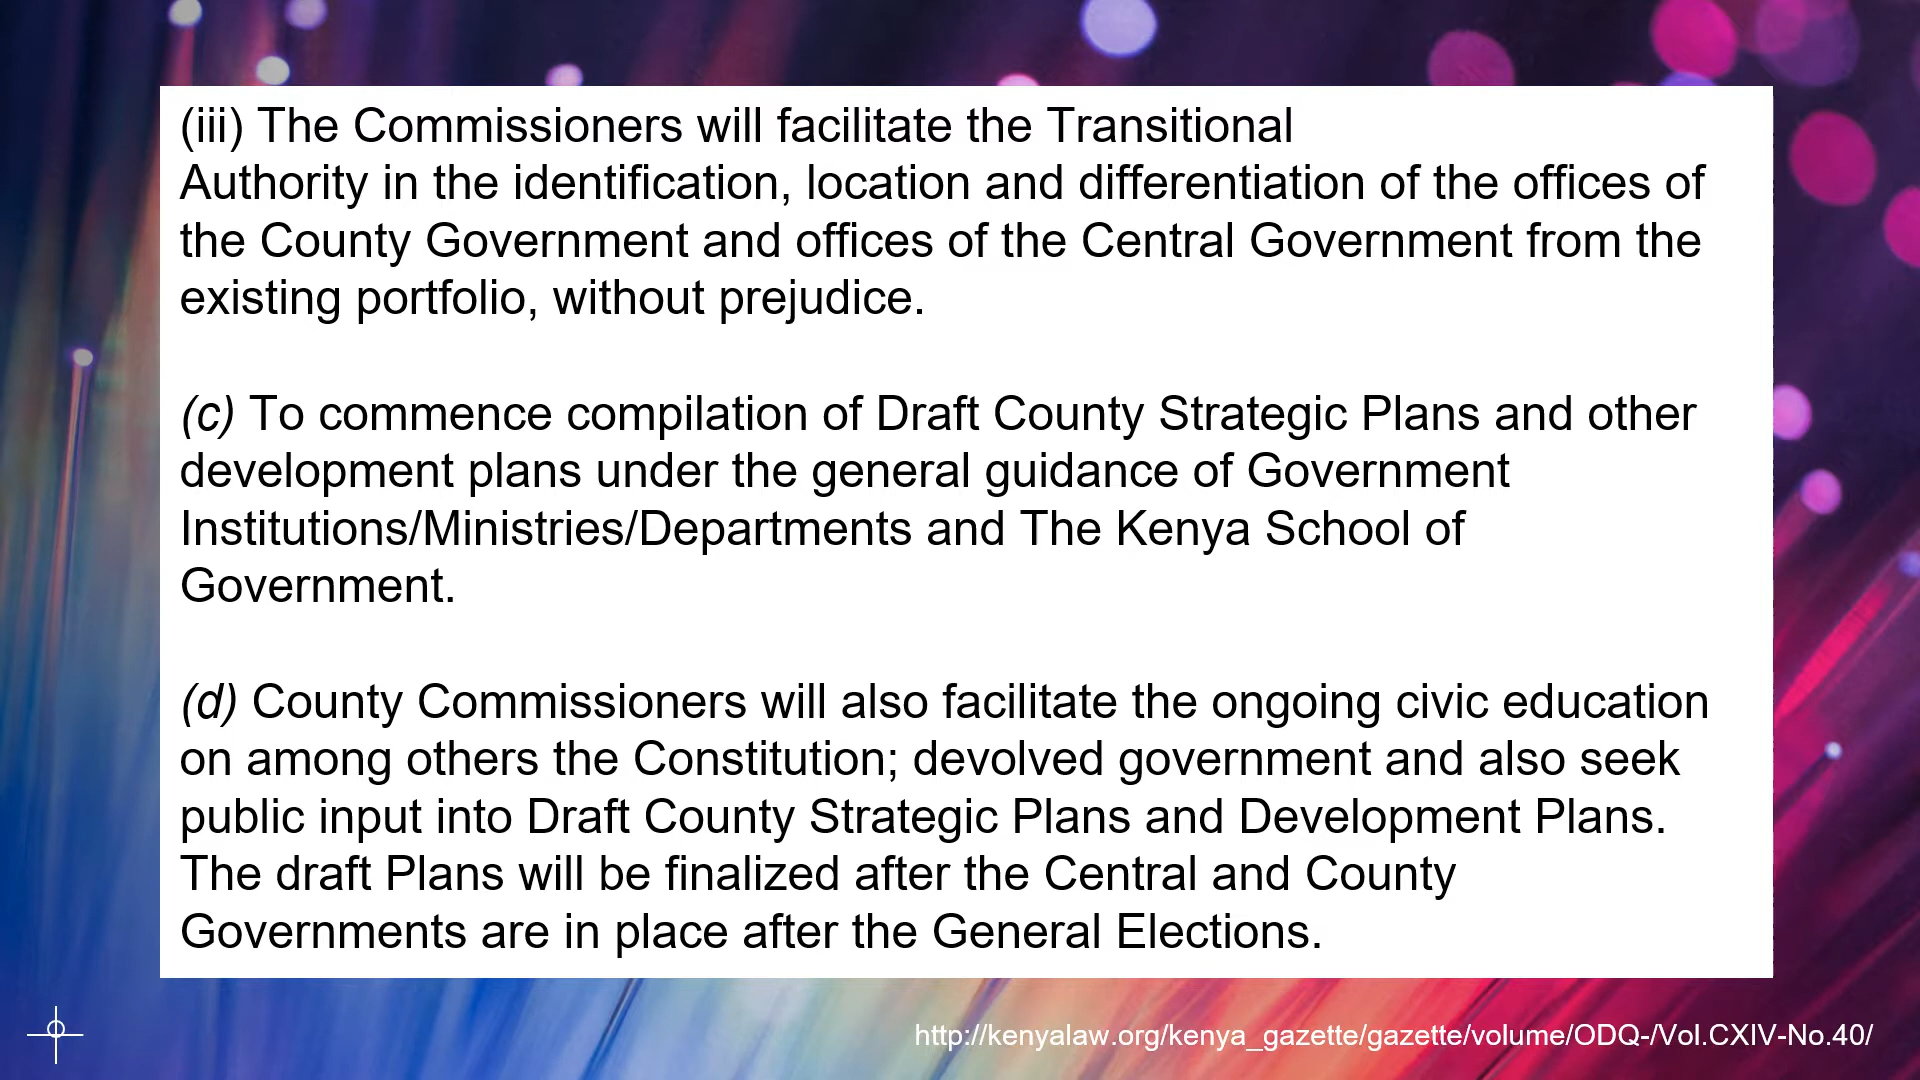 (iii) The Commissioners will facilitate the Transitional
Authority in the identification, location and differentiation of the offices of
the County Government and offices of the Central Government from the
existing portfolio, without prejudice.
(c) To commence compilation of Draft County Strategic Plans and other
development plans under the general guidance of Government
Institutions/Ministries/Departments and The Kenya School of
Government.
(d) County Commissioners will also facilitate the ongoing civic education
on among others the Constitution; devolved government and also seek
public input into Draft County Strategic Plans and Development Plans.
The draft Plans will be finalized after the Central and County
Governments are in place after the General Elections.
http://kenyalaw.org/kenya_gazette/gazette/volume/ODQ-/Vol.CXIV-No.40/